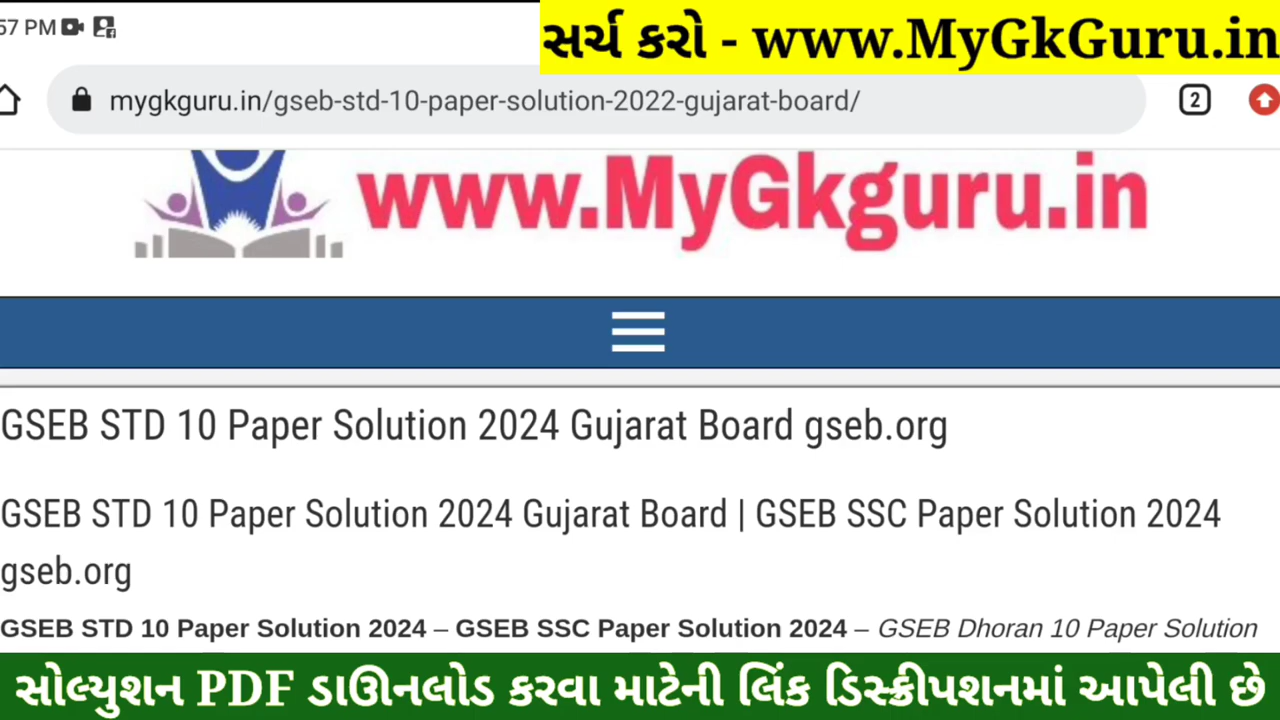 57 PM
સર્ચ કરો - www.MyGkGuru.in
mygkguru.in/gseb-std-10-paper-solution-2022-gujarat-board/
2
www.MyGkguru.in
GSEB STD 10 Paper Solution 2024 Gujarat Board gseb.org
GSEB STD 10 Paper Solution 2024 Gujarat Board | GSEB SSC Paper Solution 2024
gseb.org
GSEB STD 10 Paper Solution 2024 – GSEB SSC Paper Solution 2024 – GSEB Dhoran 10 Paper Solution
સોલ્યુશન PDF ડાઊનલોડ કરવા માટેની લિંક ડિસ્ક્રીપશનમાં આપેલી છે